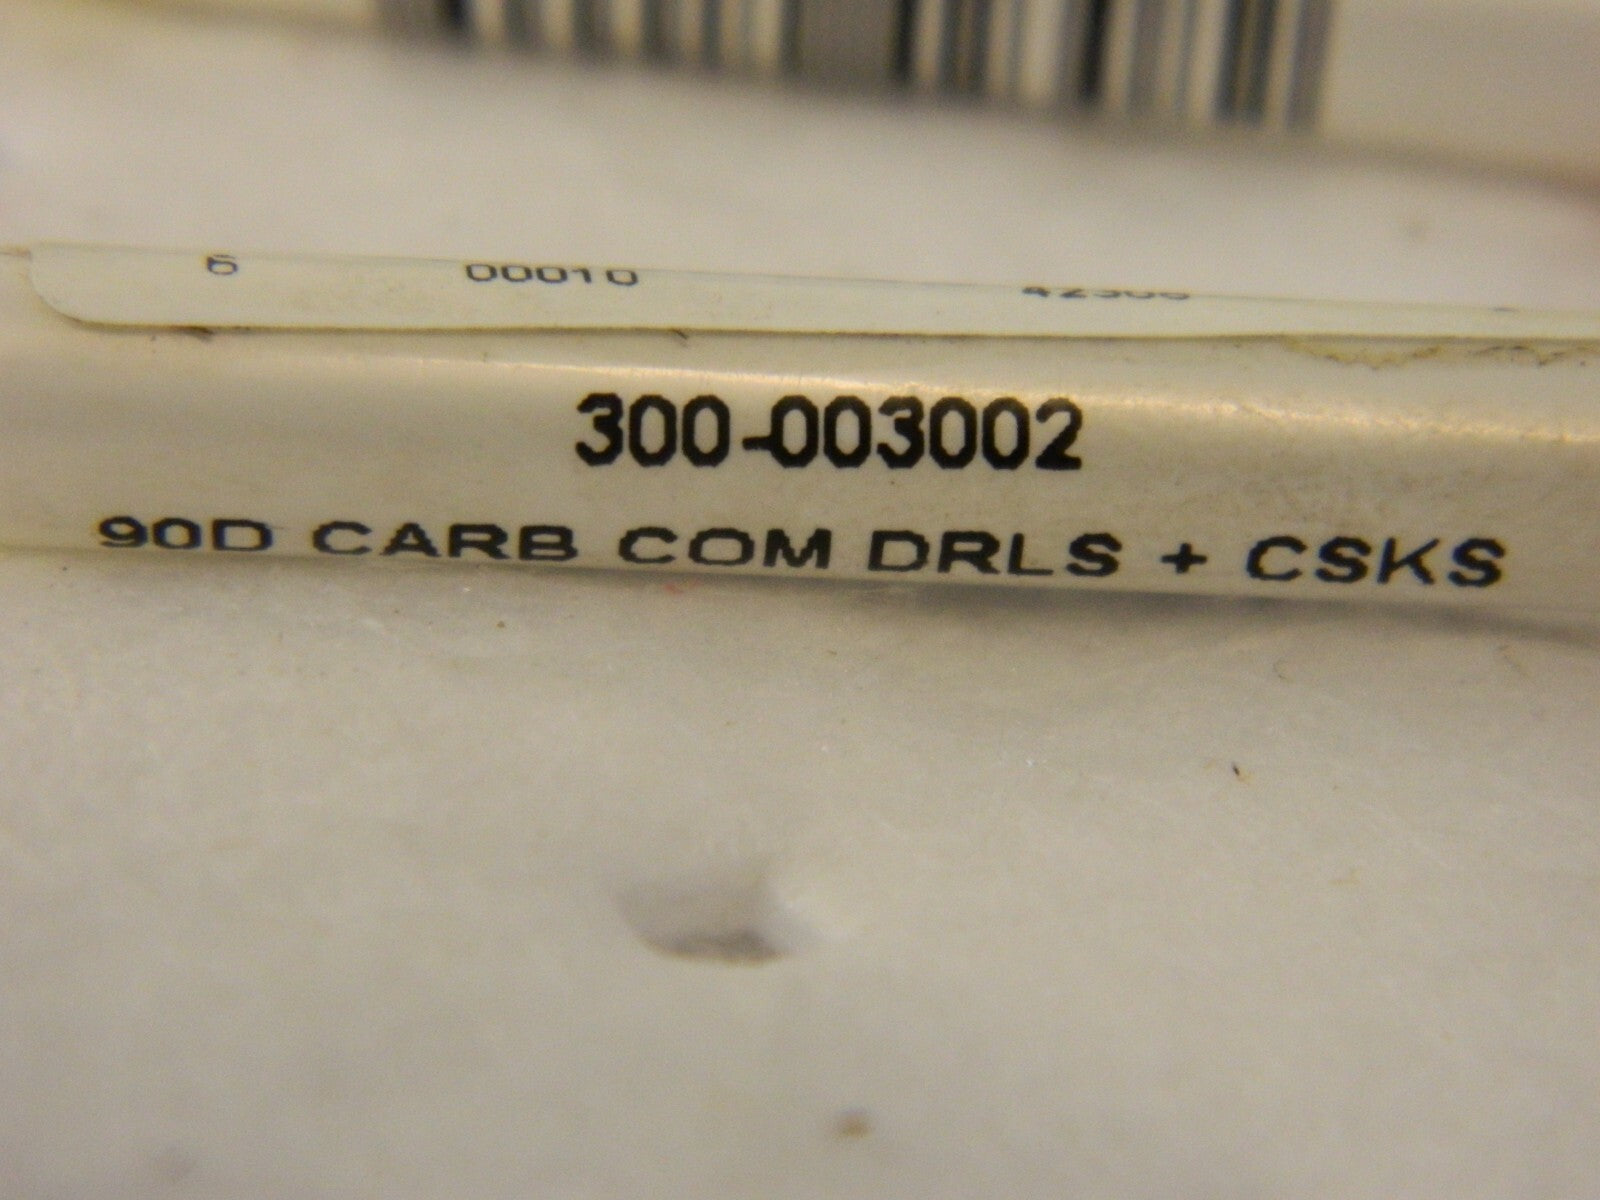 6 00010
300-003002
90D CARB COM DRLS + CSKS